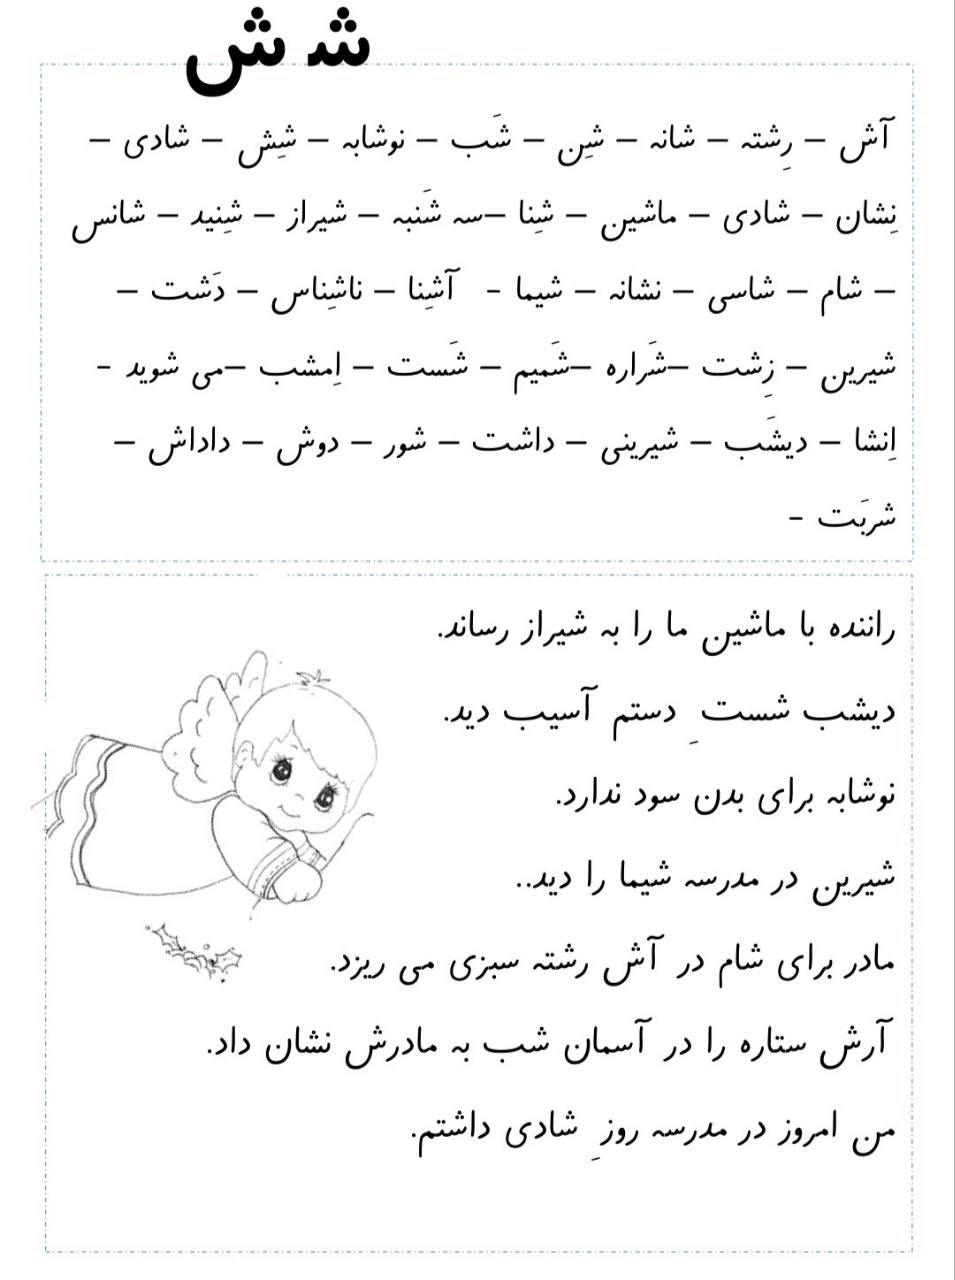 شـ ش
آش – رِشته – شانه – شِن – شَب – نوشابه – شِش – شادی –
نِشان – شادی – ماشین – شِنا –سه شَنبه – شیراز – شِنید – شانس
– شام – شاسی – نشانه – شیما - آشِنا – ناشِناس – دَشت –
شیرین – زِشت –شَراره –شَمیم – شَست – اِمشب –می شوید -
اِنشا – دیشَب – شیرینی – داشت – شور – دوش – داداش –
شربَت -
راننده با ماشین ما را به شیراز رساند.
دیشب شست ِ دستم آسیب دید.
نوشابه برای بدن سود ندارد.
شیرین در مدرسه شیما را دید..
مادر برای شام در آش رشته سبزی می ریزد.
آرش ستاره را در آسمان شب به مادرش نشان داد.
من امروز در مدرسه روز ِ شادی داشتم.